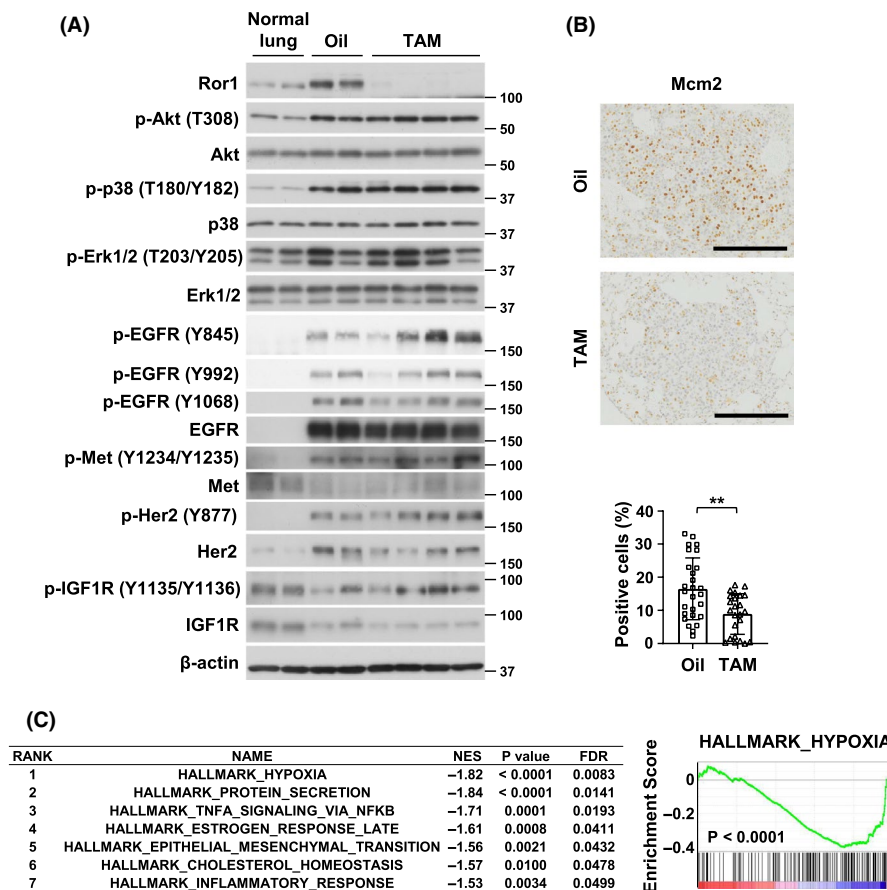 (A)
Normal
lung Oil TAM
Ror1
100
p-Akt (T308)
50
Akt
50
p-p38 (T180/Y182)
37
p38
37
p-Erk1/2 (T203/Y205)
37
Erk1/2
37
p-EGFR (Y845)
150
p-EGFR (Y992)
150
p-EGFR (Y1068)
150
EGFR
150
p-Met (Y1234/Y1235)
100
Met
100
p-Her2 (Y877)
150
Her2
150
p-IGF1R (Y1135/Y1136)
100
IGF1R
100
β-actin
37
(B)
Mcm2
Oil
TAM
Positive cells (%)
40
30
20
10
0
**
Oil TAM
(C)
RANK NAME NES P value FDR
1 HALLMARK_HYPOXIA –1.82 < 0.0001 0.0083
2 HALLMARK_PROTEIN_SECRETION –1.84 < 0.0001 0.0141
3 HALLMARK_TNFA_SIGNALING_VIA_NFKB –1.71 0.0001 0.0193
4 HALLMARK_ESTROGEN_RESPONSE_LATE –1.61 0.0008 0.0411
5 HALLMARK_EPITHELIAL_MESENCHYMAL_TRANSITION –1.56 0.0021 0.0432
6 HALLMARK_CHOLESTEROL_HOMEOSTASIS –1.57 0.0100 0.0478
7 HALLMARK_INFLAMMATORY_RESPONSE –1.53 0.0034 0.0499
HALLMARK_HYPOXIA
Enrichment Score
0
–0.2
–0.4
P < 0.0001